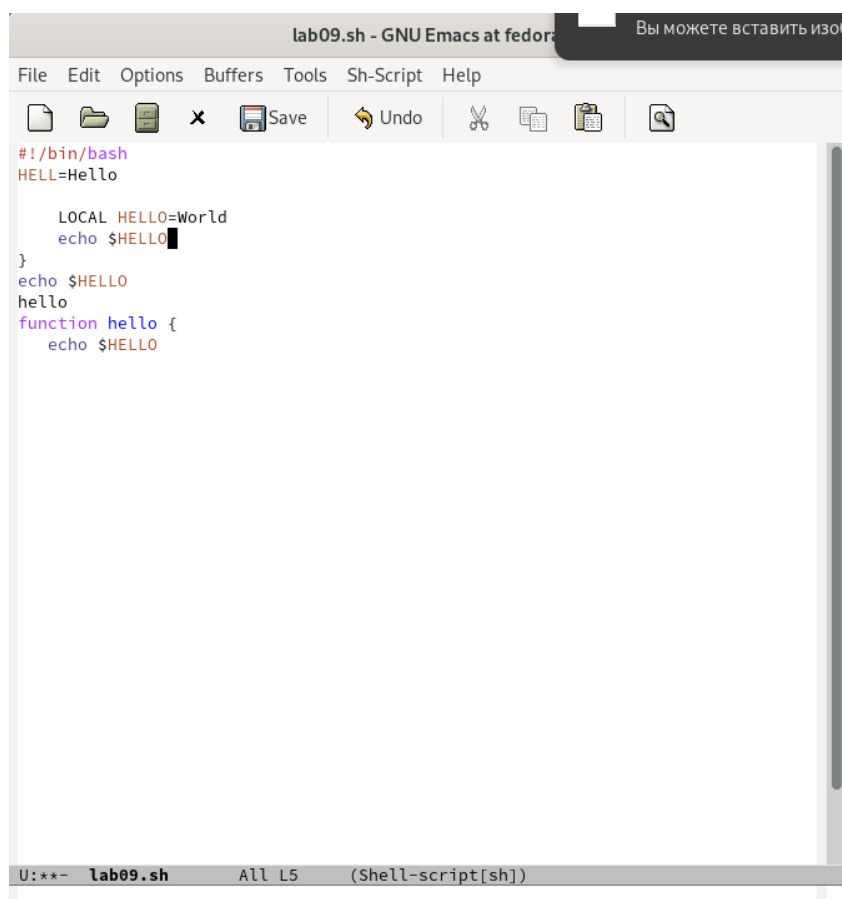 lab09.sh - GNU Emacs at fedora
Вы можете вставить изо
File Edit Options Buffers Tools Sh-Script Help
Save Undo
#!/bin/bash
HELL=Hello
LOCAL HELLO=World
echo $HELLO
}
echo $HELLO
hello
function hello {
echo $HELLO
U:**- lab09.sh All L5 (Shell-script[sh])